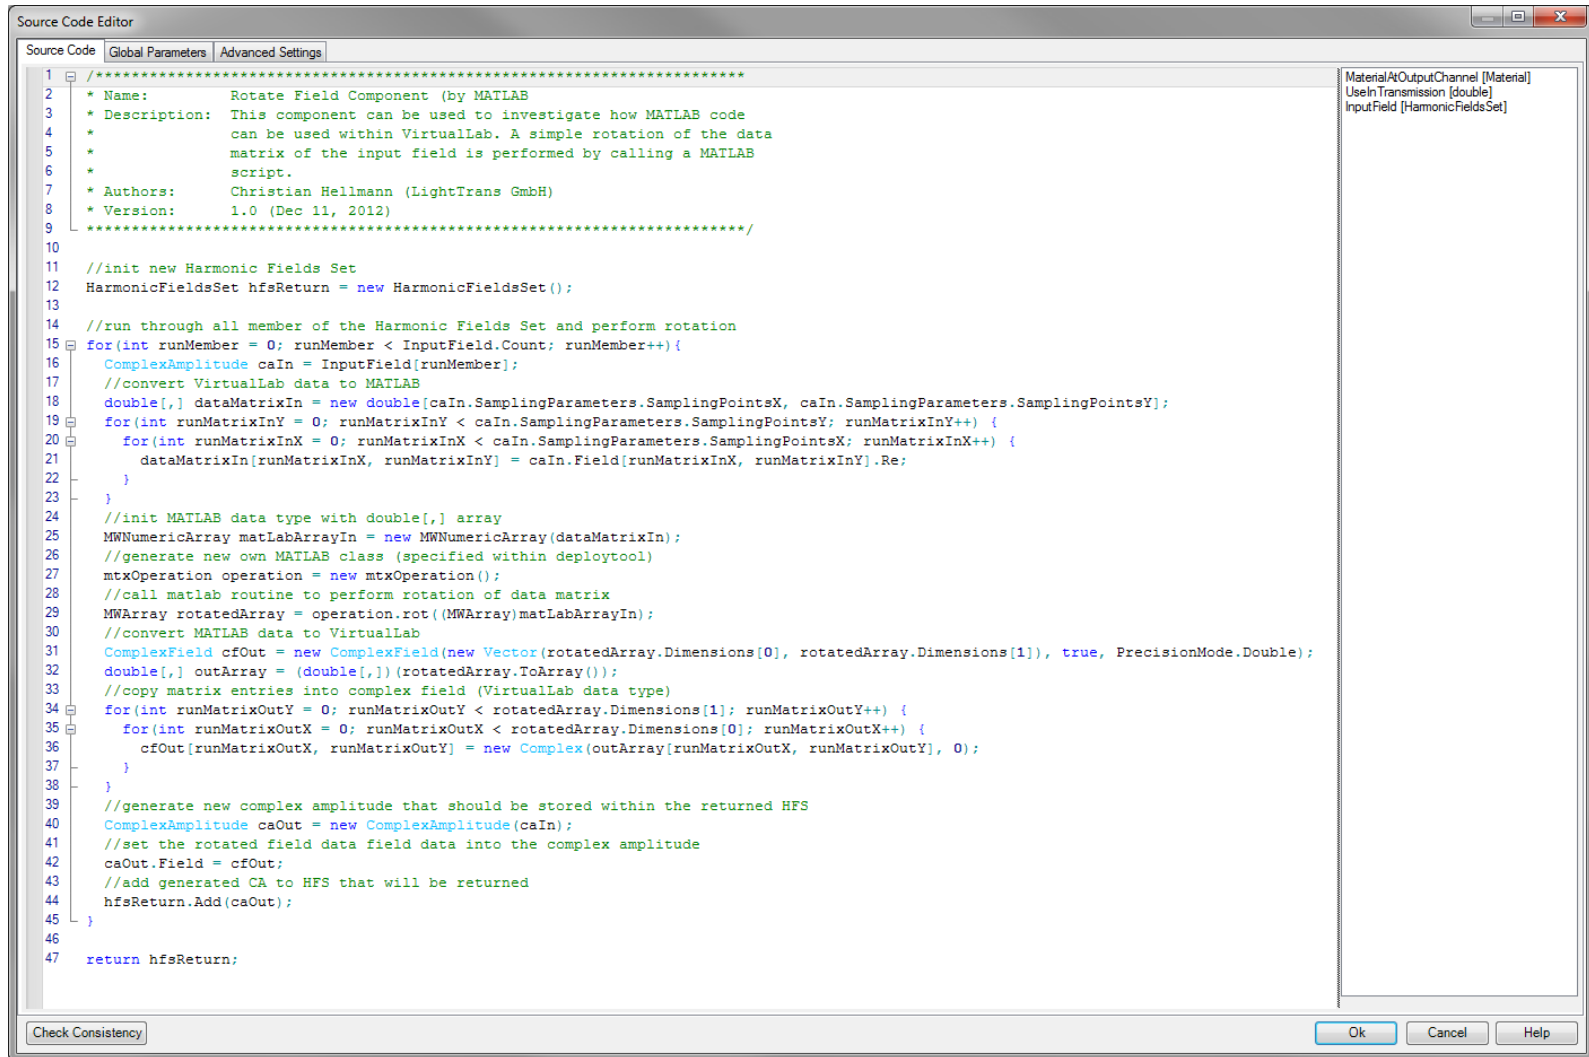 Source Code Editor
Source Code Global Parameters Advanced Settings
1 /************************************************************************
2 * Name: Rotate Field Component (by MATLAB
3 * Description: This component can be used to investigate how MATLAB code
4 * can be used within VirtualLab. A simple rotation of the data
5 * matrix of the input field is performed by calling a MATLAB
6 * script.
7 * Authors: Christian Hellmann (LightTrans GmbH)
8 * Version: 1.0 (Dec 11, 2012)
9 *************************************************************************/
10
11 //init new Harmonic Fields Set
12 HarmonicFieldsSet hfsReturn = new HarmonicFieldsSet();
13
14 //run through all member of the Harmonic Fields Set and perform rotation
15 for(int runMember = 0; runMember < InputField.Count; runMember++){
16 ComplexAmplitude caIn = InputField[runMember];
17 //convert VirtualLab data to MATLAB
18 double[,] dataMatrixIn = new double[caIn.SamplingParameters.SamplingPointsX, caIn.SamplingParameters.SamplingPointsY];
19 for(int runMatrixInY = 0; runMatrixInY < caIn.SamplingParameters.SamplingPointsY; runMatrixInY++) {
20 for(int runMatrixInX = 0; runMatrixInX < caIn.SamplingParameters.SamplingPointsX; runMatrixInX++) {
21 dataMatrixIn[runMatrixInX, runMatrixInY] = caIn.Field[runMatrixInX, runMatrixInY].Re;
22 }
23 }
24 //init MATLAB data type with double[,] array
25 MWNumericArray matLabArrayIn = new MWNumericArray(dataMatrixIn);
26 //generate new own MATLAB class (specified within deploytool)
27 mtxOperation operation = new mtxOperation();
28 //call matlab routine to perform rotation of data matrix
29 MWArray rotatedArray = operation.rot((MWArray)matLabArrayIn);
30 //convert MATLAB data to VirtualLab
31 ComplexField cfOut = new ComplexField(new Vector(rotatedArray.Dimensions[0], rotatedArray.Dimensions[1]), true, PrecisionMode.Double);
32 double[,] outArray = (double[,])(rotatedArray.ToArray());
33 //copy matrix entries into complex field (VirtualLab data type)
34 for(int runMatrixOutY = 0; runMatrixOutY < rotatedArray.Dimensions[1]; runMatrixOutY++) {
35 for(int runMatrixOutX = 0; runMatrixOutX < rotatedArray.Dimensions[0]; runMatrixOutX++) {
36 cfOut[runMatrixOutX, runMatrixOutY] = new Complex(outArray[runMatrixOutX, runMatrixOutY], 0);
37 }
38 }
39 //generate new complex amplitude that should be stored within the returned HFS
40 ComplexAmplitude caOut = new ComplexAmplitude(caIn);
41 //set the rotated field data field data into the complex amplitude
42 caOut.Field = cfOut;
43 //add generated CA to HFS that will be returned
44 hfsReturn.Add(caOut);
45 }
46
47 return hfsReturn;
MaterialAtOutputChannel [Material]
UseInTransmission [double]
InputField [HarmonicFieldsSet]
Check Consistency Ok Cancel Help